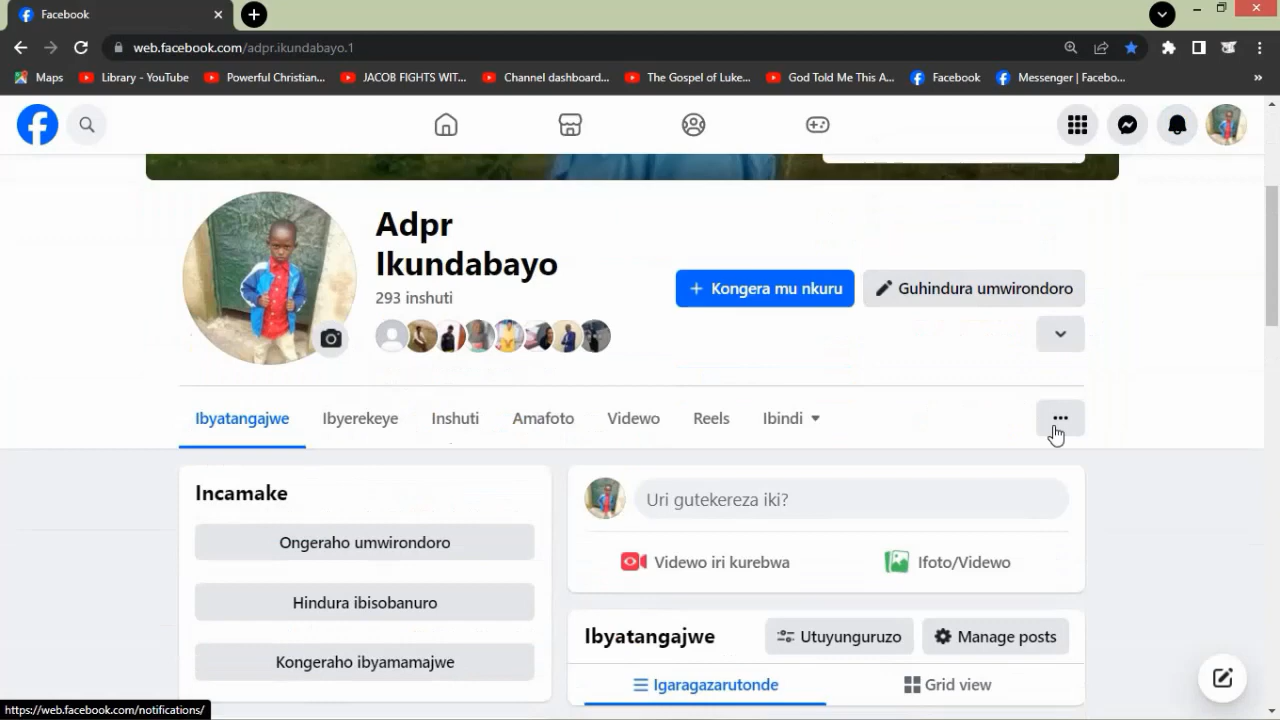 Facebook
web.facebook.com/adpr.ikundabayo.1
Maps
Library - YouTube
Powerful Christian...
JACOB FIGHTS WIT...
Channel dashboard...
The Gospel of Luke...
God Told Me This A...
Facebook
Messenger | Facebo...
Adpr
Ikundabayo
293 inshuti
Kongera mu nkuru
Guhindura umwirondoro
Ibyatangajwe
Ibyerekeye
Inshuti
Amafoto
Videwo
Reels
Ibindi
Incamake
Ongeraho umwirondoro
Hindura ibisobanuro
Kongeraho ibyamamajwe
Uri gutekereza iki?
Videwo iri kurebwa
Ifoto/Videwo
Ibyatangajwe
Utuyunguruzo
Manage posts
Igaragazarutonde
Grid view
https://web.facebook.com/notifications/